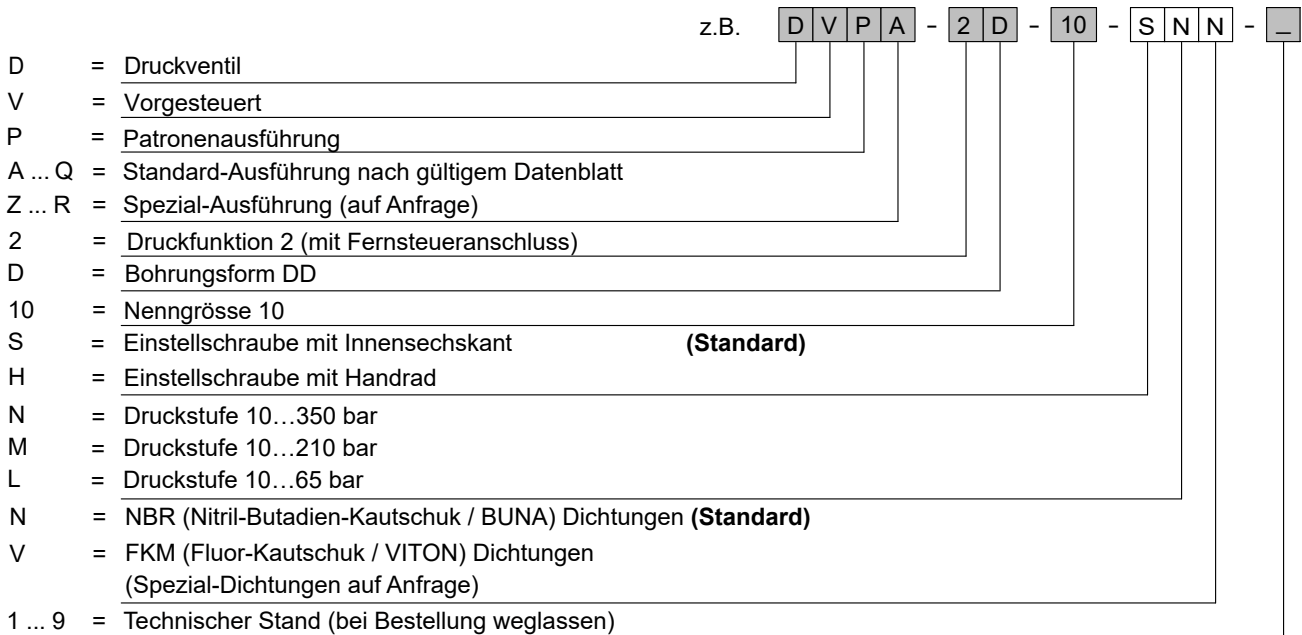 z.B. D V P A - 2 D - 10 - S N N - _
D = Druckventil
V = Vorgesteuert
P = Patronenausführung
A ... Q = Standard-Ausführung nach gültigem Datenblatt
Z ... R = Spezial-Ausführung (auf Anfrage)
2 = Druckfunktion 2 (mit Fernsteueranschluss)
D = Bohrungsform DD
10 = Nenngrösse 10
S = Einstellschraube mit Innensechskant (Standard)
H = Einstellschraube mit Handrad
N = Druckstufe 10…350 bar
M = Druckstufe 10…210 bar
L = Druckstufe 10…65 bar
N = NBR (Nitril-Butadien-Kautschuk / BUNA) Dichtungen (Standard)
V = FKM (Fluor-Kautschuk / VITON) Dichtungen
(Spezial-Dichtungen auf Anfrage)
1 ... 9 = Technischer Stand (bei Bestellung weglassen)